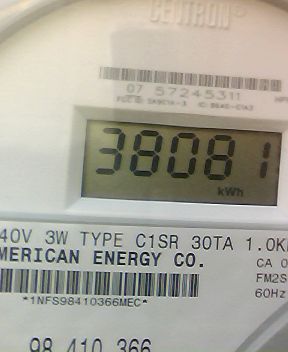 CENTRON®
07 57245311
38081
kWh
40V 3W TYPE C1SR 30TA 1.0K
MERICAN ENERGY CO.
CA 0
FM2S
60Hz
*1NFS98410366MEC*
98 410 366